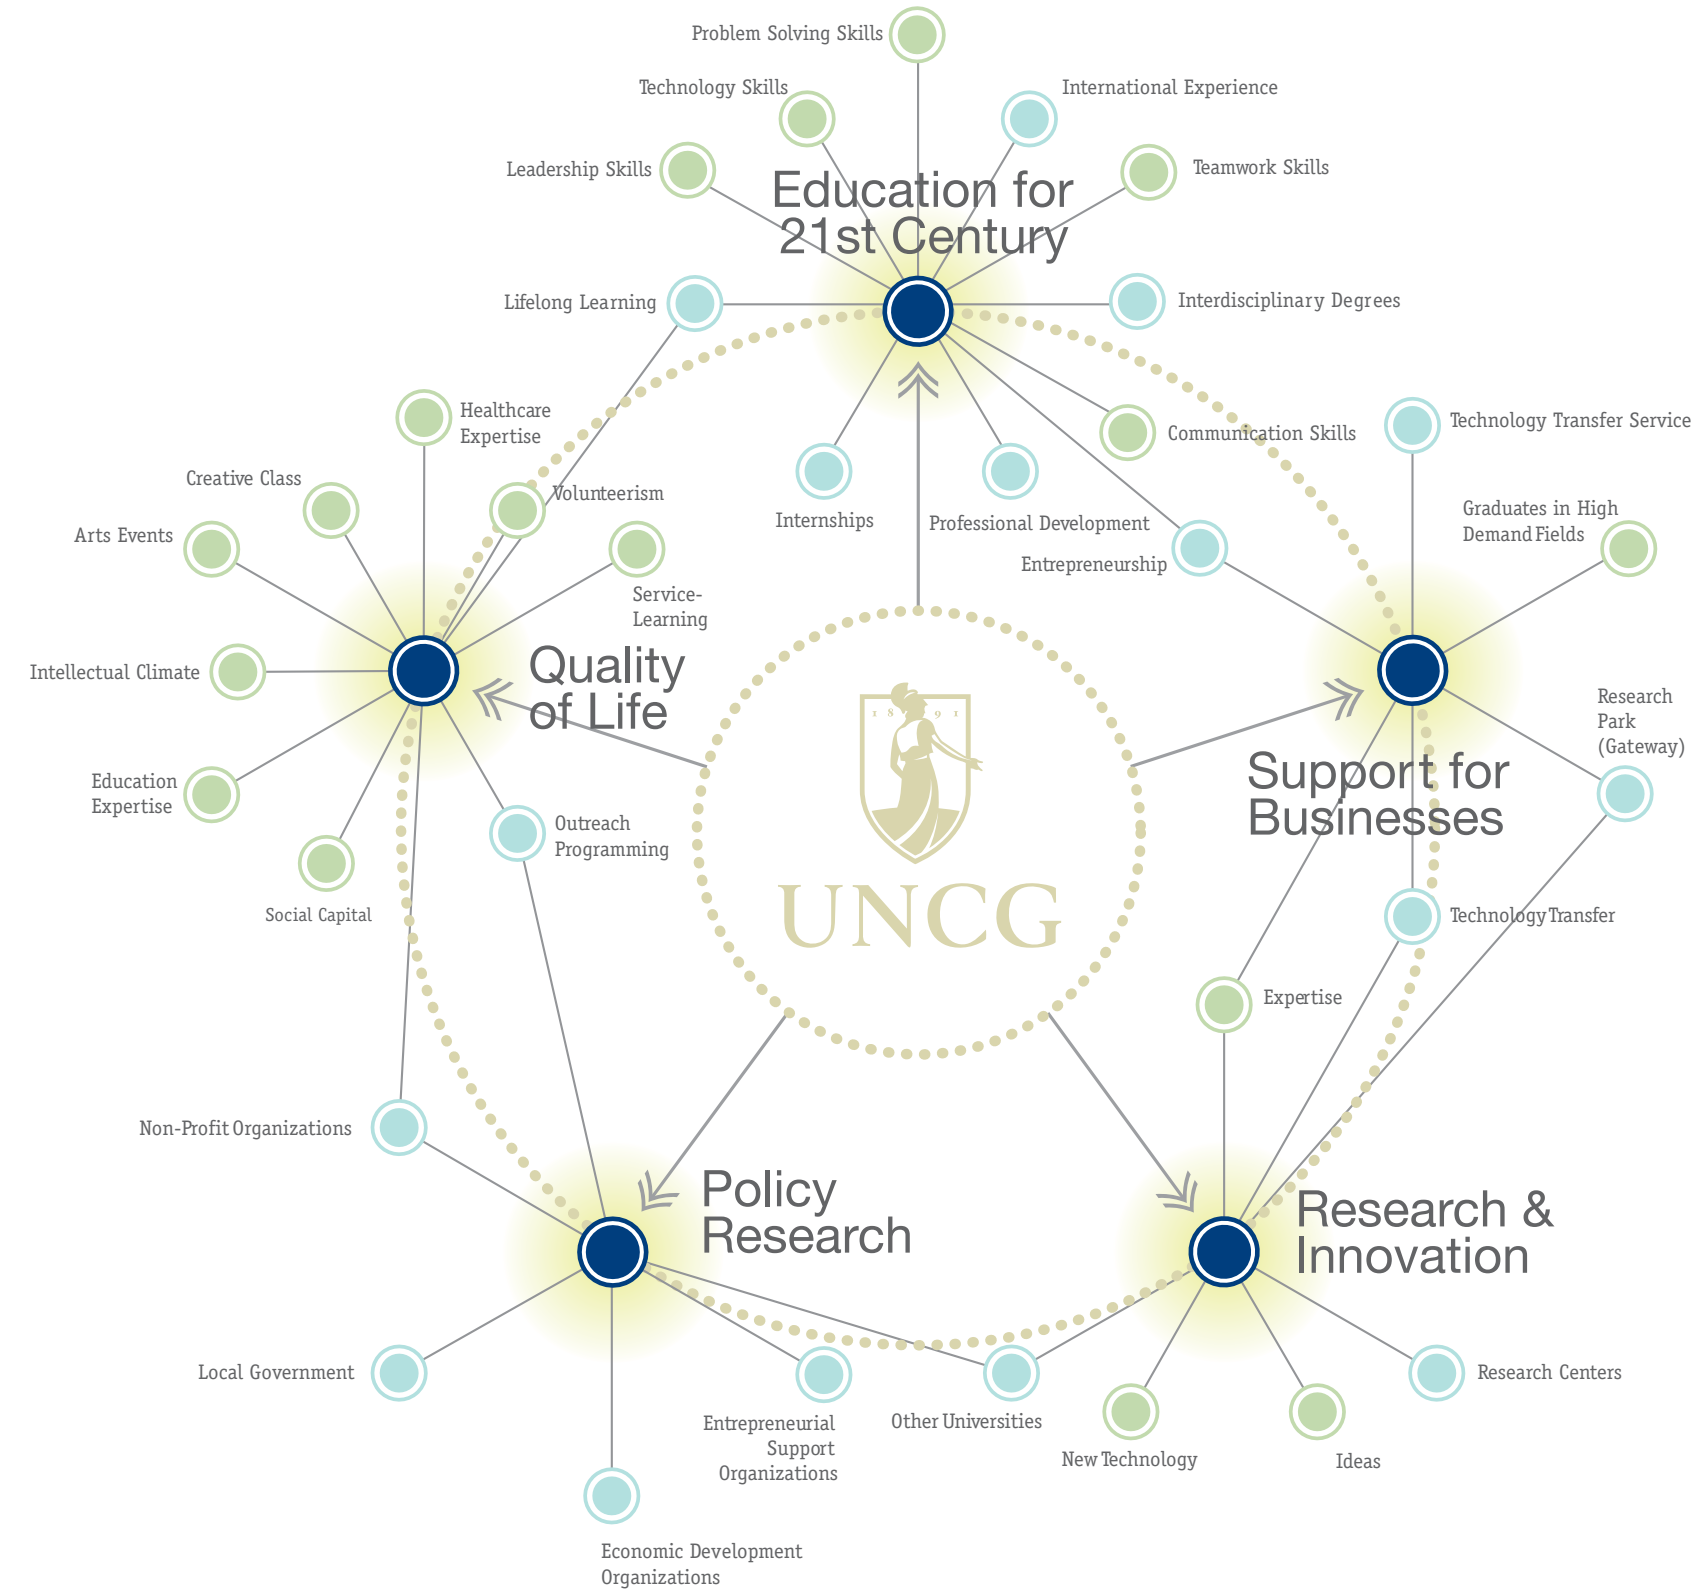 Problem Solving Skills
Technology Skills
International Experience
Leadership Skills
Teamwork Skills
Education for
21st Century
Lifelong Learning
Interdisciplinary Degrees
Healthcare
Expertise
Technology Transfer Service
Communication Skills
Creative Class
Volunteerism
Arts Events
Internships
Professional Development
Graduates in High
Demand Fields
Entrepreneurship
Service-
Learning
Intellectual Climate
Quality
of Life
1891
Research
Park
(Gateway)
Support for
Businesses
Education
Expertise
Outreach
Programming
Social Capital
UNCG
Technology Transfer
Expertise
Non-Profit Organizations
Policy
Research
Research &
Innovation
Local Government
Research Centers
Entrepreneurial
Support
Organizations
Other Universities
New Technology
Ideas
Economic Development
Organizations